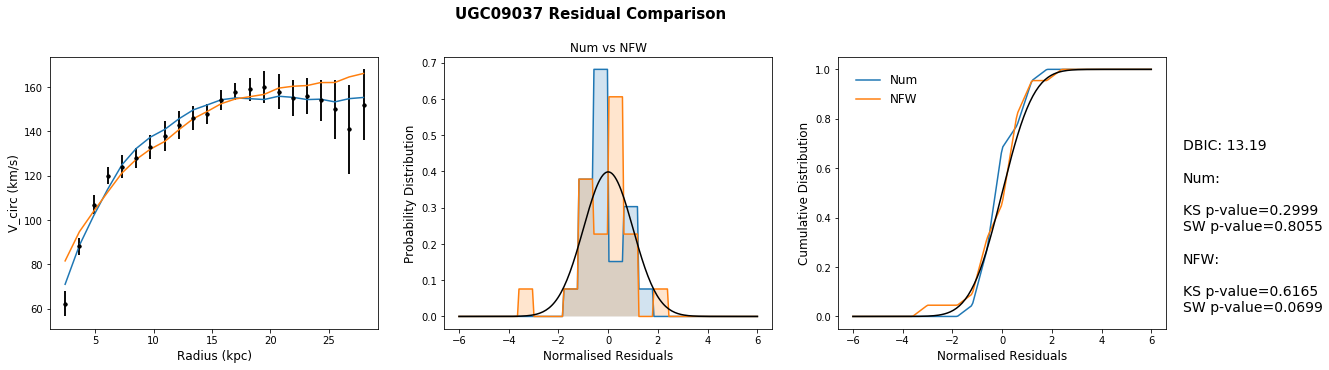 UGC09037 Residual Comparison
V_circ (km/s)
160
140
120
100
80
60
5
10
15
20
25
Radius (kpc)
Num vs NFW
Probability Distribution
0.7
0.6
0.5
0.4
0.3
0.2
0.1
0.0
−6
−4
−2
0
2
4
6
Normalised Residuals
Cumulative Distribution
1.0
0.8
0.6
0.4
0.2
0.0
Num
NFW
−6
−4
−2
0
2
4
6
Normalised Residuals
DBIC: 13.19
Num:
KS p-value=0.2999
SW p-value=0.8055
NFW:
KS p-value=0.6165
SW p-value=0.0699